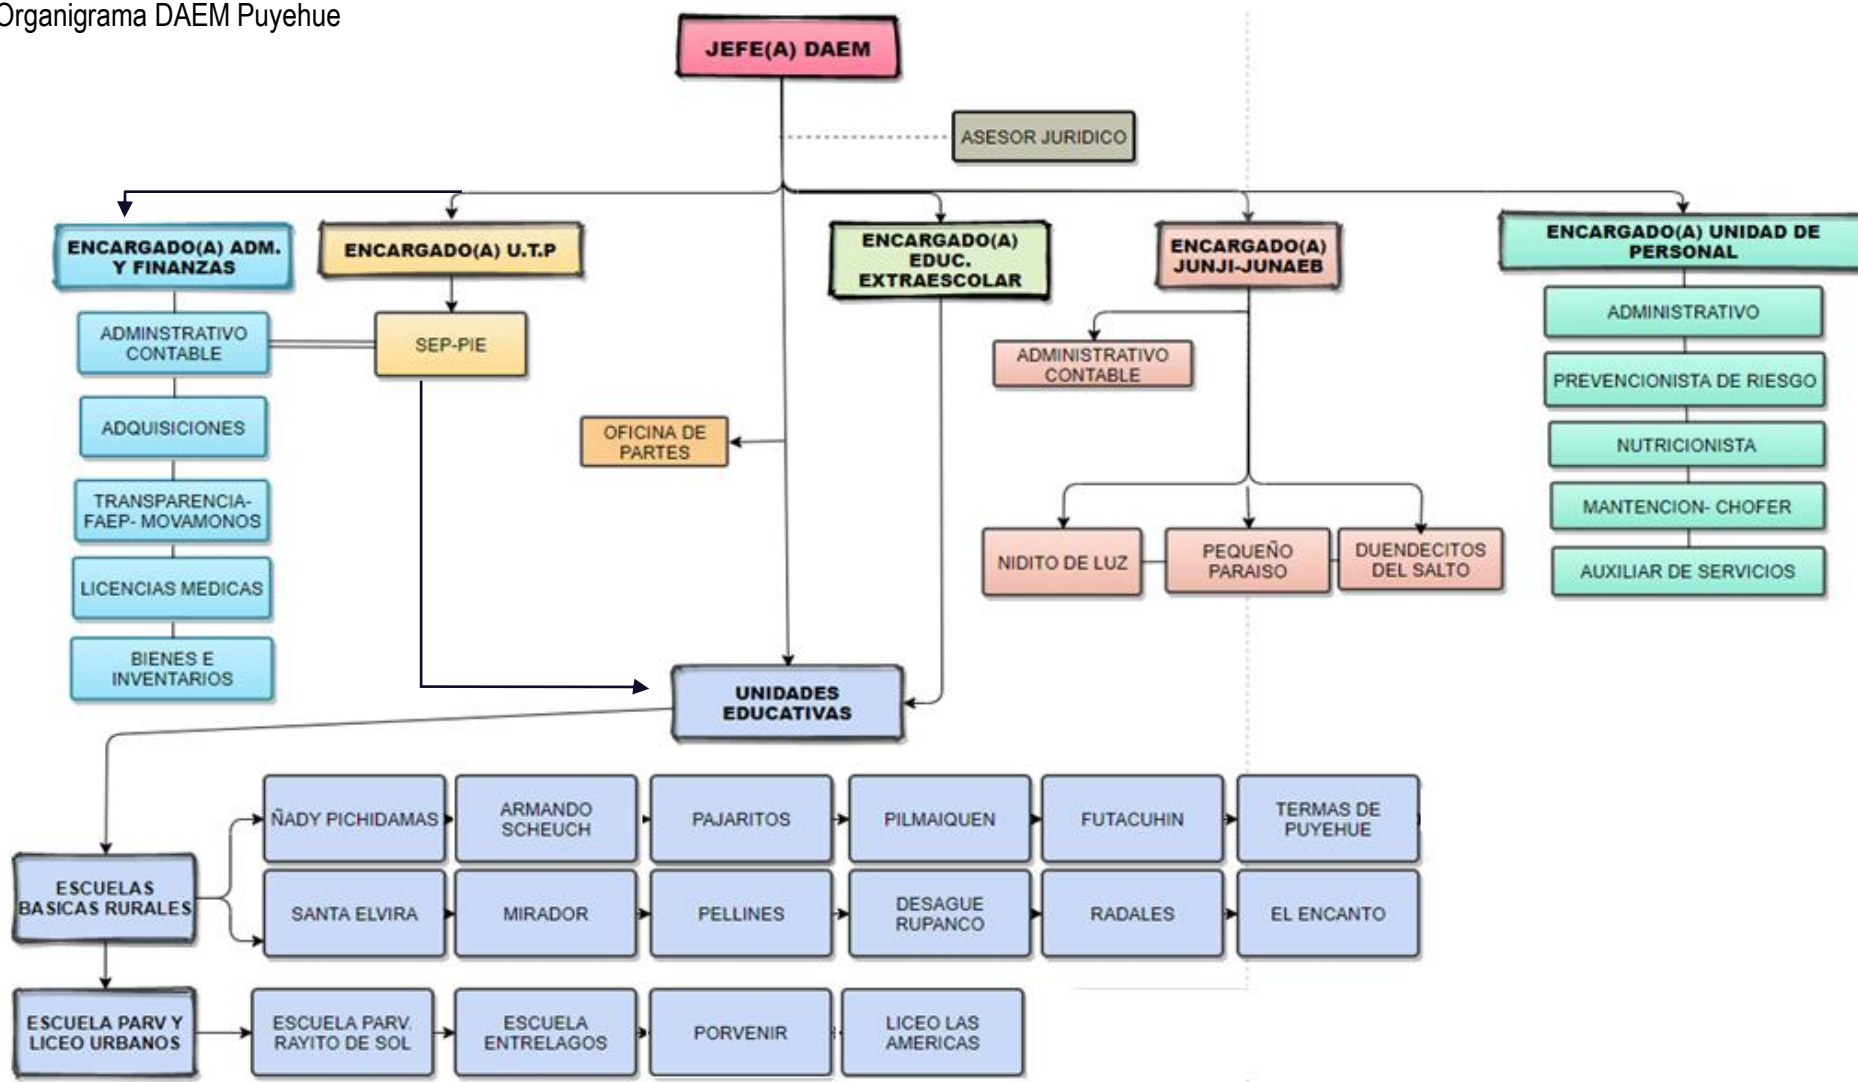 Organigrama DAEM Puyehue
JEFE(A) DAEM
ASESOR JURIDICO
ENCARGADO(A) ADM.
Y FINANZAS
ENCARGADO(A) U.T.P
ENCARGADO(A)
EDUC.
EXTRAESCOLAR
ENCARGADO(A)
JUNJI-JUNAEB
ENCARGADO(A) UNIDAD DE
PERSONAL
ADMINSTRATIVO
CONTABLE
ADQUISICIONES
TRANSPARENCIA-
FAEP- MOVAMONOS
LICENCIAS MEDICAS
BIENES E
INVENTARIOS
SEP-PIE
OFICINA DE
PARTES
ADMINISTRATIVO
CONTABLE
NIDITO DE LUZ
PEQUEÑO
PARAISO
DUENDECITOS
DEL SALTO
ADMINISTRATIVO
PREVENCIONISTA DE RIESGO
NUTRICIONISTA
MANTENCION- CHOFER
AUXILIAR DE SERVICIOS
UNIDADES
EDUCATIVAS
ESCUELAS
BASICAS RURALES
ÑADY PICHIDAMAS
ARMANDO
SCHEUCH
PAJARITOS
PILMAIQUEN
FUTACUHIN
TERMAS DE
PUYEHUE
SANTA ELVIRA
MIRADOR
PELLINES
DESAGUE
RUPANCO
RADALES
EL ENCANTO
ESCUELA PARV Y
LICEO URBANOS
ESCUELA PARV.
RAYITO DE SOL
ESCUELA
ENTRELAGOS
PORVENIR
LICEO LAS
AMERICAS